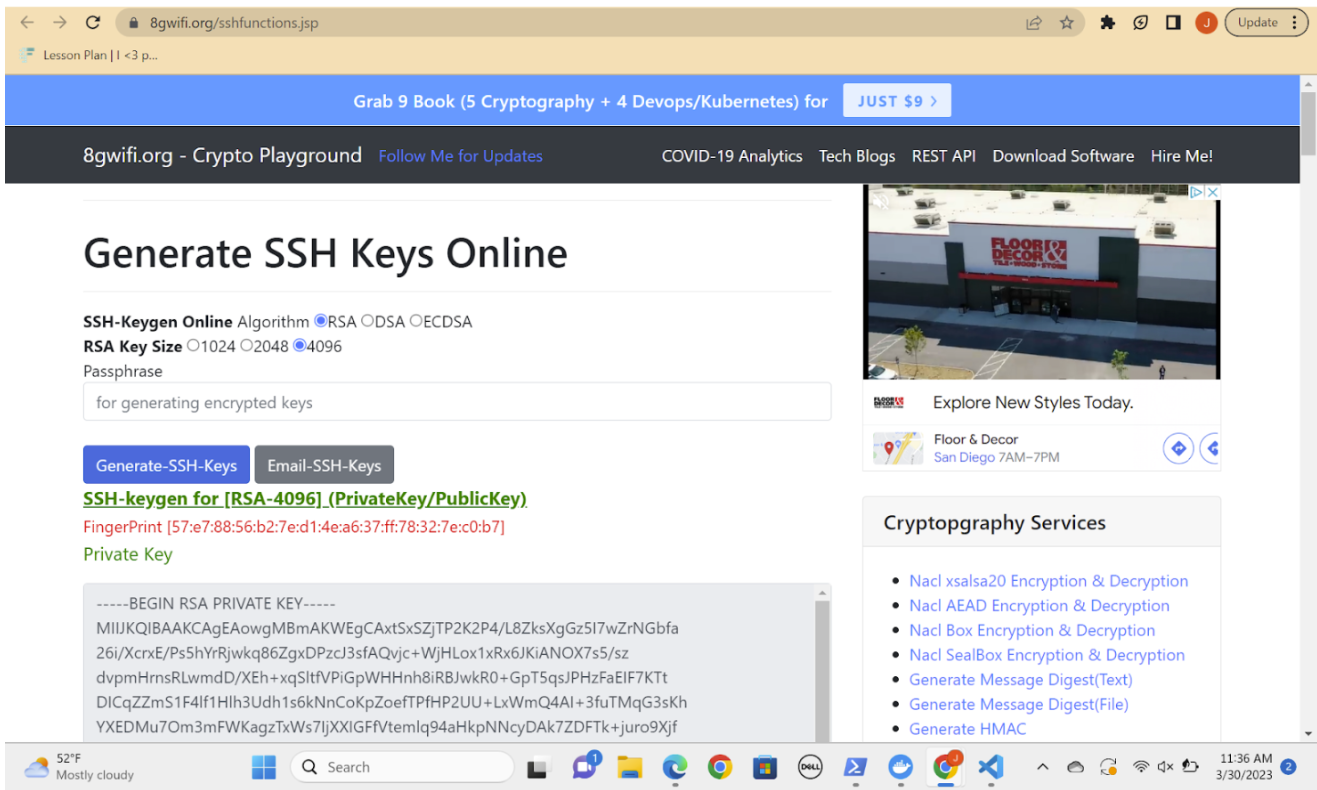 8gwifi.org/sshfunctions.jsp
J
Update
Lesson Plan | I <3 p...
Grab 9 Book (5 Cryptography + 4 Devops/Kubernetes) for
JUST $9 >
8gwifi.org - Crypto Playground
Follow Me for Updates
COVID-19 Analytics
Tech Blogs
REST API
Download Software
Hire Me!
Generate SSH Keys Online
SSH-Keygen Online Algorithm RSA DSA ECDSA
RSA Key Size 1024 2048 4096
Passphrase
for generating encrypted keys
Generate-SSH-Keys
Email-SSH-Keys
SSH-keygen for [RSA-4096] (PrivateKey/PublicKey)
FingerPrint [57:e7:88:56:b2:7e:d1:4e:a6:37:ff:78:32:7e:c0:b7]
Private Key
-----BEGIN RSA PRIVATE KEY-----
MIIJKQIBAAKCAgEAowgMBmAKWEgCAxtSxSZjTP2K2P4/L8ZksXgGz5I7wZrNGbfa
26i/XcrxE/Ps5hYrRjwkq86ZgxDPzcJ3sfAQvjc+WjHLox1xRx6JKiANOX7s5/sz
dvpmHrnsRLwmdD/XEh+xqSltfVPiGpWHHnh8iRBJwkR0+GpT5qsJPHzFaEIF7KTt
DICqZZmS1F4lf1Hlh3Udh1s6kNnCoKpZoefTPfHP2UU+LxWmQ4AI+3fuTMqG3sKh
YXEDMu7Om3mFWKagzTxWs7IjXXIGFfVtemlq94aHkpNNcyDAk7ZDFTk+juro9Xjf
FLOOR & DECOR
TILE • WOOD • STONE
FLOOR & DECOR
Explore New Styles Today.
Floor & Decor
San Diego 7AM–7PM
Cryptopgraphy Services
Nacl xsalsa20 Encryption & Decryption
Nacl AEAD Encryption & Decryption
Nacl Box Encryption & Decryption
Nacl SealBox Encryption & Decryption
Generate Message Digest(Text)
Generate Message Digest(File)
Generate HMAC
52°F
Mostly cloudy
Search
1
DELL
J
11:36 AM
3/30/2023
2